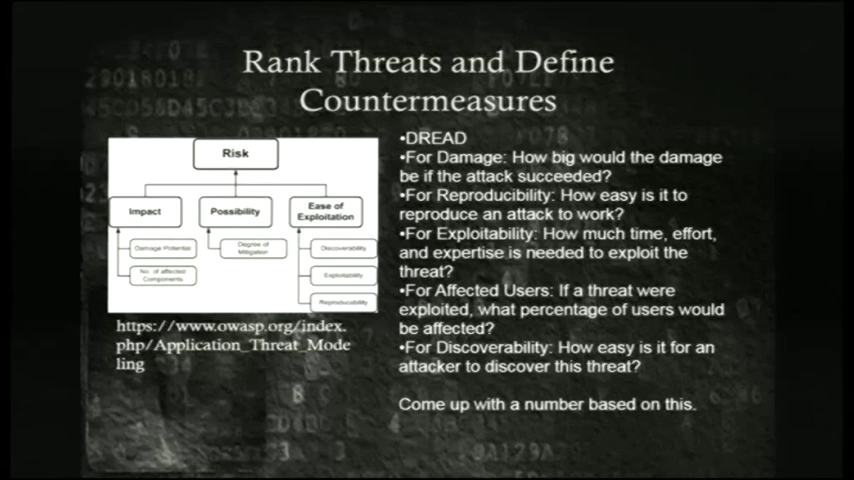 Rank Threats and Define
Countermeasures
Risk
Impact
Possibility
Ease of
Exploitation
Damage Potential
Degree of
Mitigation
Discoverability
No. of affected
Components
Exploitability
Reproducability
https://www.owasp.org/index.
php/Application_Threat_Mode
ling
•DREAD
•For Damage: How big would the damage
be if the attack succeeded?
•For Reproducibility: How easy is it to
reproduce an attack to work?
•For Exploitability: How much time, effort,
and expertise is needed to exploit the
threat?
•For Affected Users: If a threat were
exploited, what percentage of users would
be affected?
•For Discoverability: How easy is it for an
attacker to discover this threat?
Come up with a number based on this.